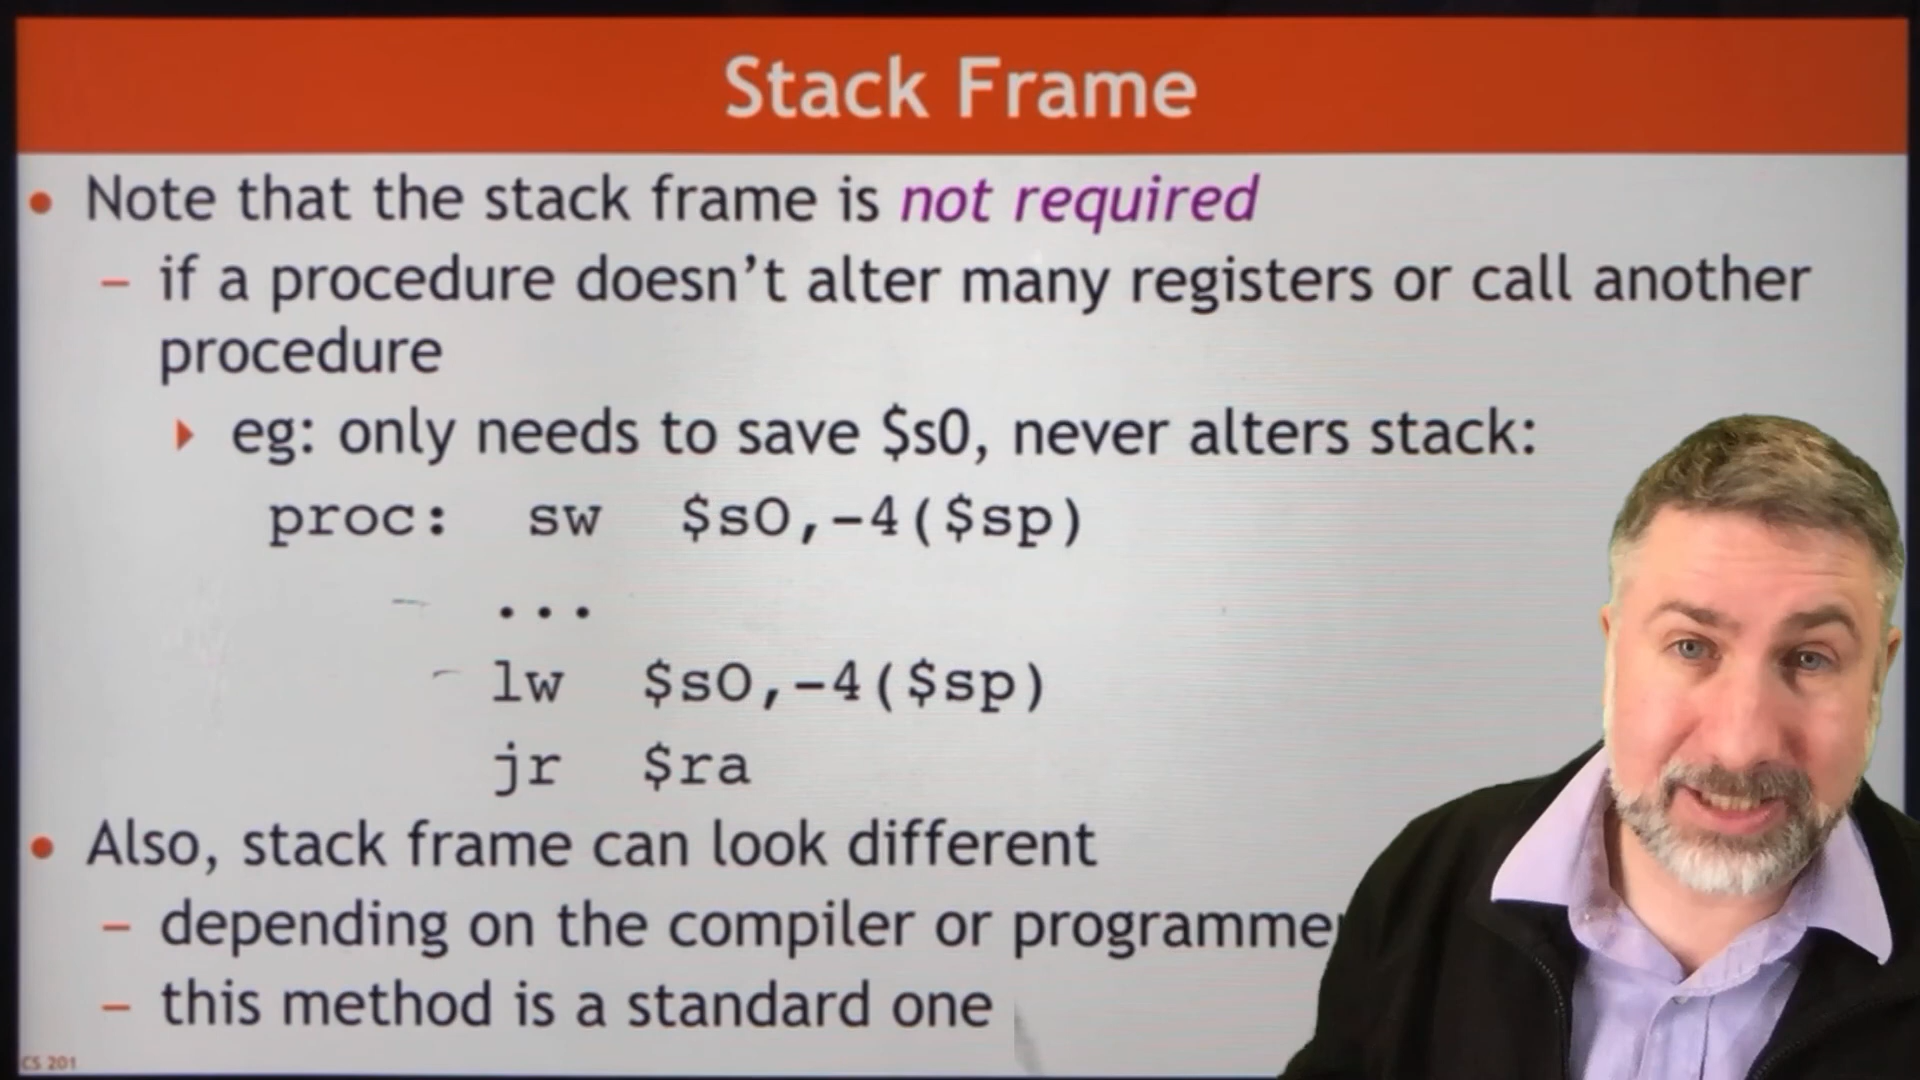 Stack Frame
• Note that the stack frame is not required
– if a procedure doesn't alter many registers or call another
procedure
▸ eg: only needs to save $s0, never alters stack:
proc: sw $s0,-4($sp)
...
lw $s0,-4($sp)
jr $ra
• Also, stack frame can look different
– depending on the compiler or programmer
– this method is a standard one
CS 201